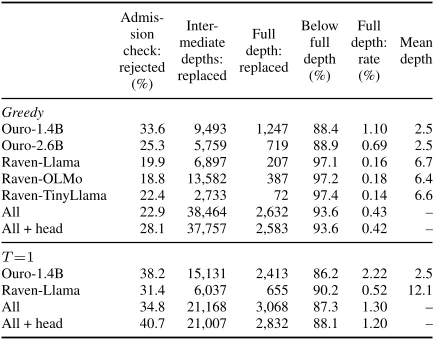 Admis-
sion
check:
rejected
(%)
Inter-
mediate
depths:
replaced
Full
depth:
replaced
Below
full
depth
(%)
Full
depth:
rate
(%)
Mean
depth
Greedy
Ouro-1.4B 33.6 9,493 1,247 88.4 1.10 2.5
Ouro-2.6B 25.3 5,759 719 88.9 0.69 2.5
Raven-Llama 19.9 6,897 207 97.1 0.16 6.7
Raven-OLMo 18.8 13,582 387 97.2 0.18 6.4
Raven-TinyLlama 22.4 2,733 72 97.4 0.14 6.6
All 22.9 38,464 2,632 93.6 0.43 –
All + head 28.1 37,757 2,583 93.6 0.42 –
T=1
Ouro-1.4B 38.2 15,131 2,413 86.2 2.22 2.5
Raven-Llama 31.4 6,037 655 90.2 0.52 12.1
All 34.8 21,168 3,068 87.3 1.30 –
All + head 40.7 21,007 2,832 88.1 1.20 –